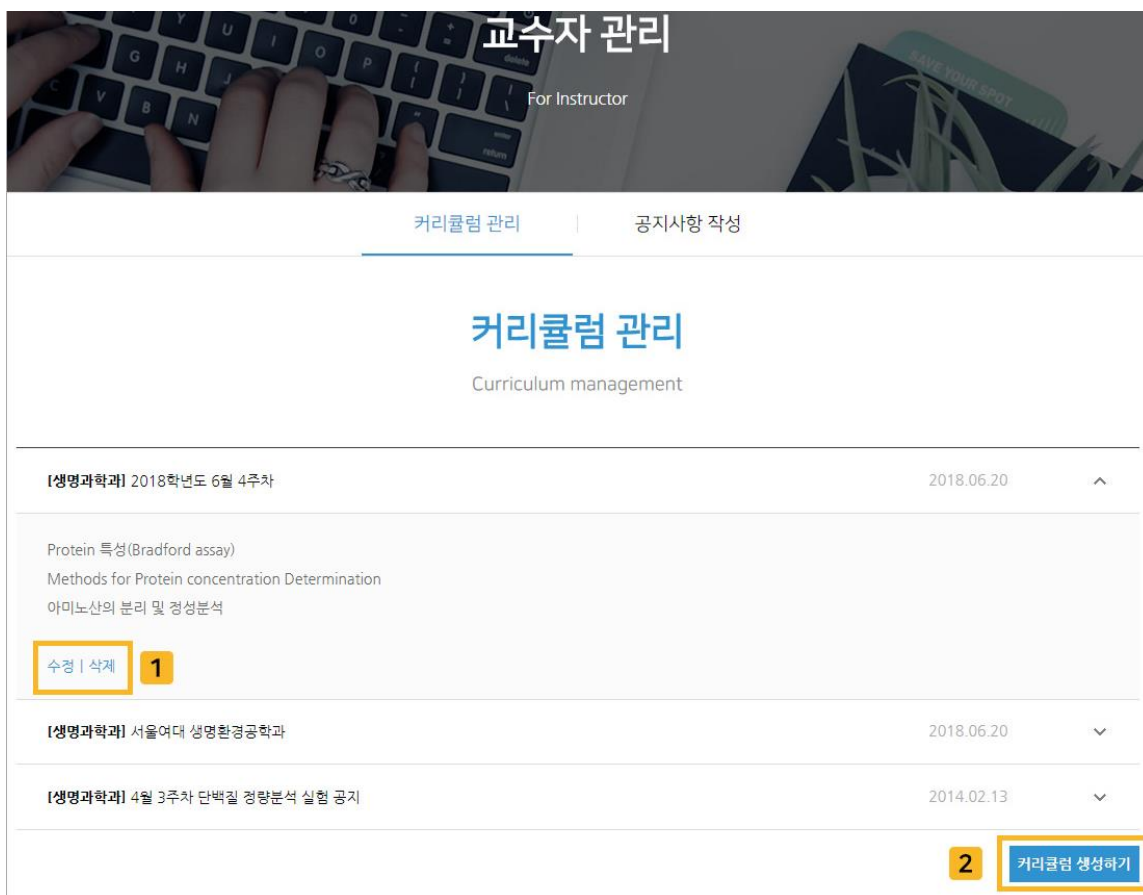 교수자 관리
For Instructor
SAVE YOUR SPOT
커리큘럼 관리 | 공지사항 작성
커리큘럼 관리
Curriculum management
[생명과학과] 2018학년도 6월 4주차 2018.06.20
Protein 특성(Bradford assay)
Methods for Protein concentration Determination
아미노산의 분리 및 정성분석
수정 | 삭제 1
[생명과학과] 서울여대 생명환경공학과 2018.06.20
[생명과학과] 4월 3주차 단백질 정량분석 실험 공지 2014.02.13
2 커리큘럼 생성하기